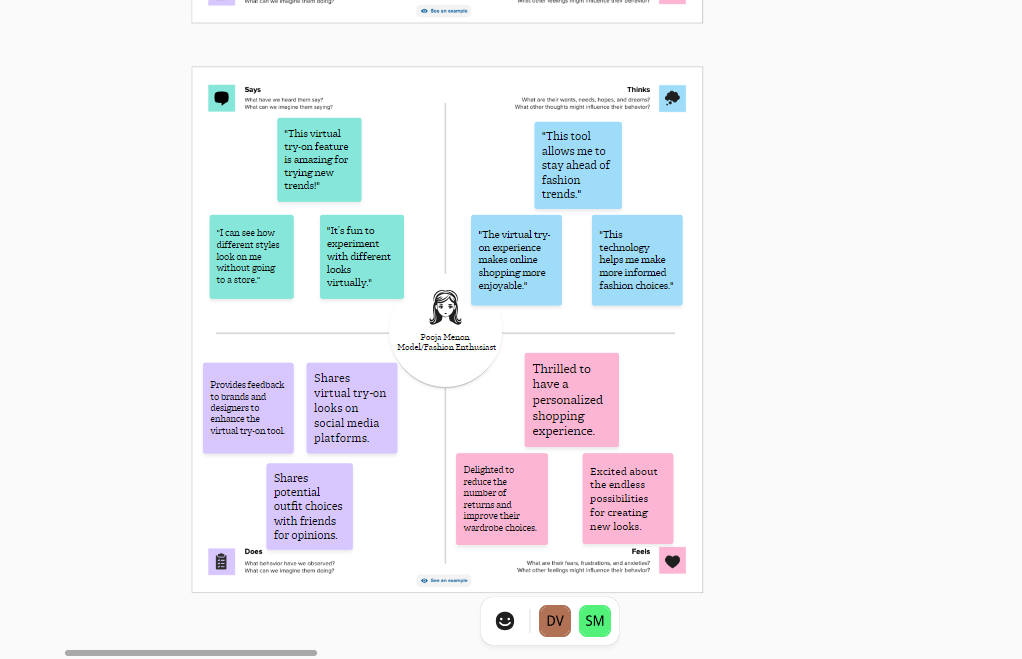 What can we imagine them doing?
See an example
What other feelings might influence their behavior?
Says
What have we heard them say?
What can we imagine them saying?
Thinks
What are their wants, needs, hopes, and dreams?
What other thoughts might influence their behavior?
"This virtual
try-on feature
is amazing for
trying new
trends!"
"This tool
allows me to
stay ahead of
fashion
trends."
"I can see how
different styles
look on me
without going
to a store."
"It's fun to
experiment
with different
looks
virtually."
"The virtual try-
on experience
makes online
shopping more
enjoyable."
"This
technology
helps me make
more informed
fashion choices."
Pooja Menon
Model/Fashion Enthusiast
Provides feedback
to brands and
designers to
enhance the
virtual try-on tool.
Shares
virtual try-on
looks on
social media
platforms.
Thrilled to
have a
personalized
shopping
experience.
Shares
potential
outfit choices
with friends
for opinions.
Delighted to
reduce the
number of
returns and
improve their
wardrobe choices.
Excited about
the endless
possibilities
for creating
new looks.
Does
What behavior have we observed?
What can we imagine them doing?
Feels
What are their fears, frustrations, and anxieties?
What other feelings might influence their behavior?
See an example
DV
SM